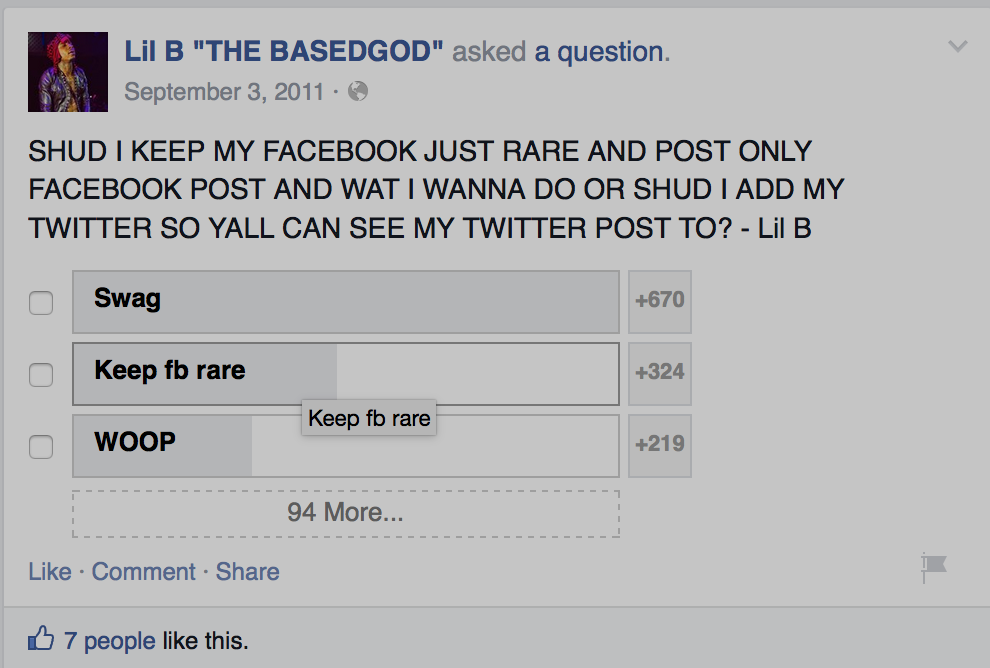 Lil B "THE BASEDGOD" asked a question.
September 3, 2011 ·
SHUD I KEEP MY FACEBOOK JUST RARE AND POST ONLY
FACEBOOK POST AND WAT I WANNA DO OR SHUD I ADD MY
TWITTER SO YALL CAN SEE MY TWITTER POST TO? - Lil B
Swag +670
Keep fb rare +324
Keep fb rare
WOOP +219
94 More...
Like · Comment · Share
7 people like this.